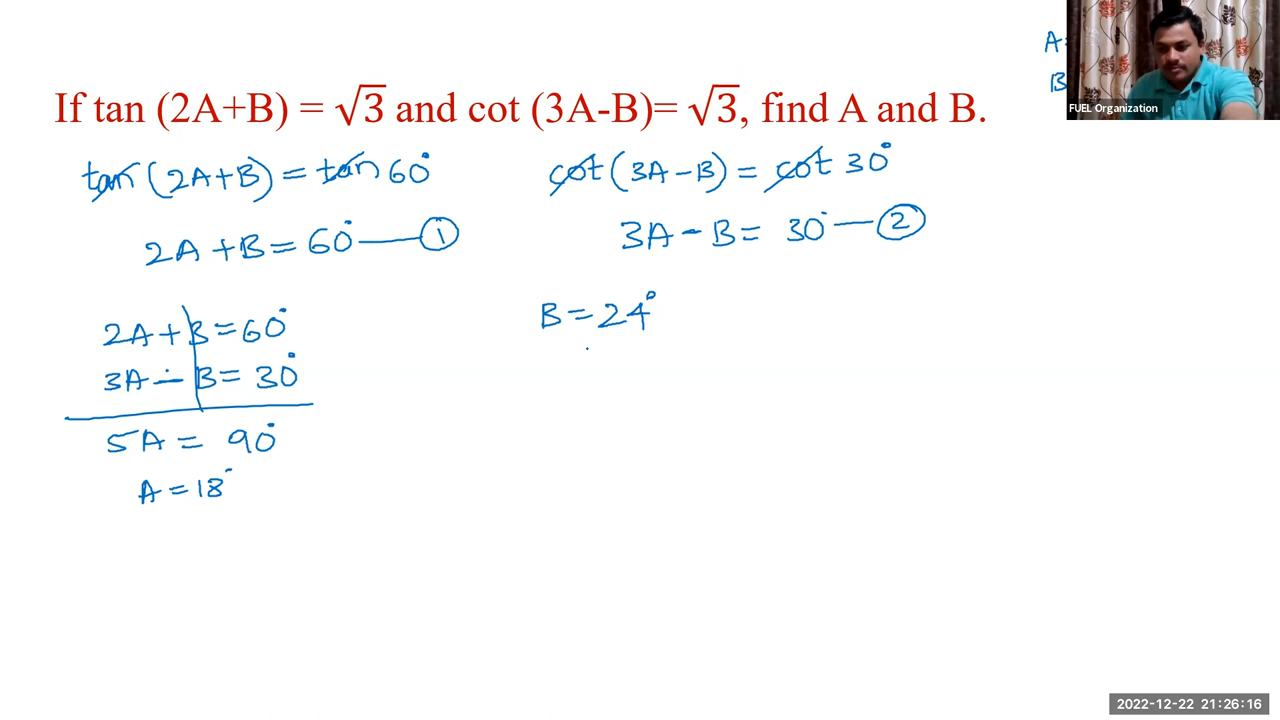 A=
B
FUEL Organization
If tan (2A+B) = √3 and cot (3A-B)= √3, find A and B.
tan (2A+B) = tan 60°
cot (3A-B) = cot 30°
2A+B=60° — ①
3A-B= 30° — ②
2A+B=60°
3A-B= 30°
5A = 90°
A=18°
B=24°
2022-12-22 21:26:16